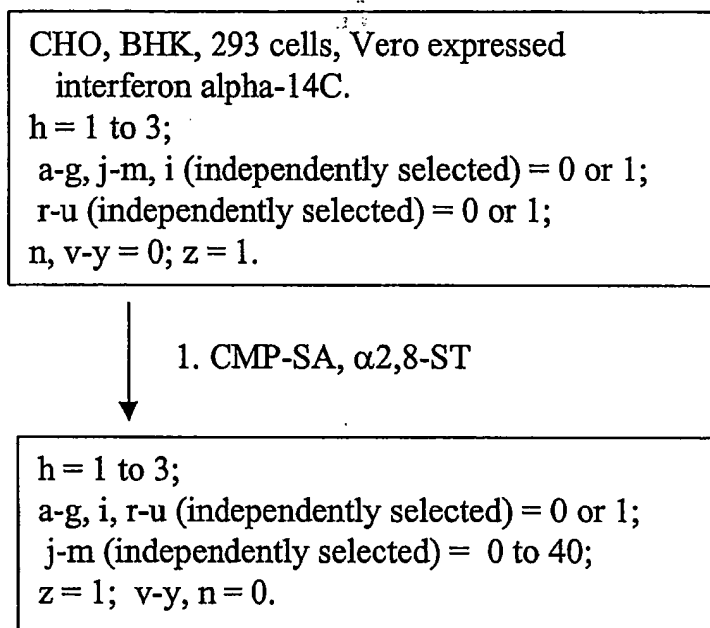 CHO, BHK, 293 cells, Vero expressed
interferon alpha-14C.
h = 1 to 3;
a-g, j-m, i (independently selected) = 0 or 1;
r-u (independently selected) = 0 or 1;
n, v-y = 0; z = 1.
1. CMP-SA, α2,8-ST
h = 1 to 3;
a-g, i, r-u (independently selected) = 0 or 1;
j-m (independently selected) = 0 to 40;
z = 1; v-y, n = 0.